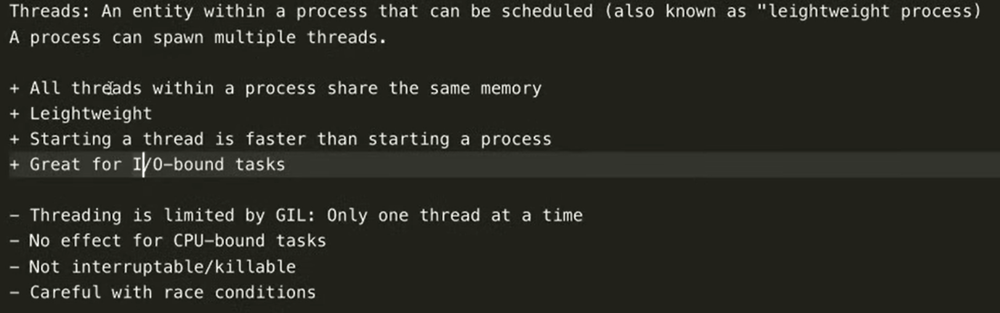 Threads: An entity within a process that can be scheduled (also known as "leightweight process)
A process can spawn multiple threads.
+ All threads within a process share the same memory
+ Leightweight
+ Starting a thread is faster than starting a process
+ Great for I/O-bound tasks
- Threading is limited by GIL: Only one thread at a time
- No effect for CPU-bound tasks
- Not interruptable/killable
- Careful with race conditions